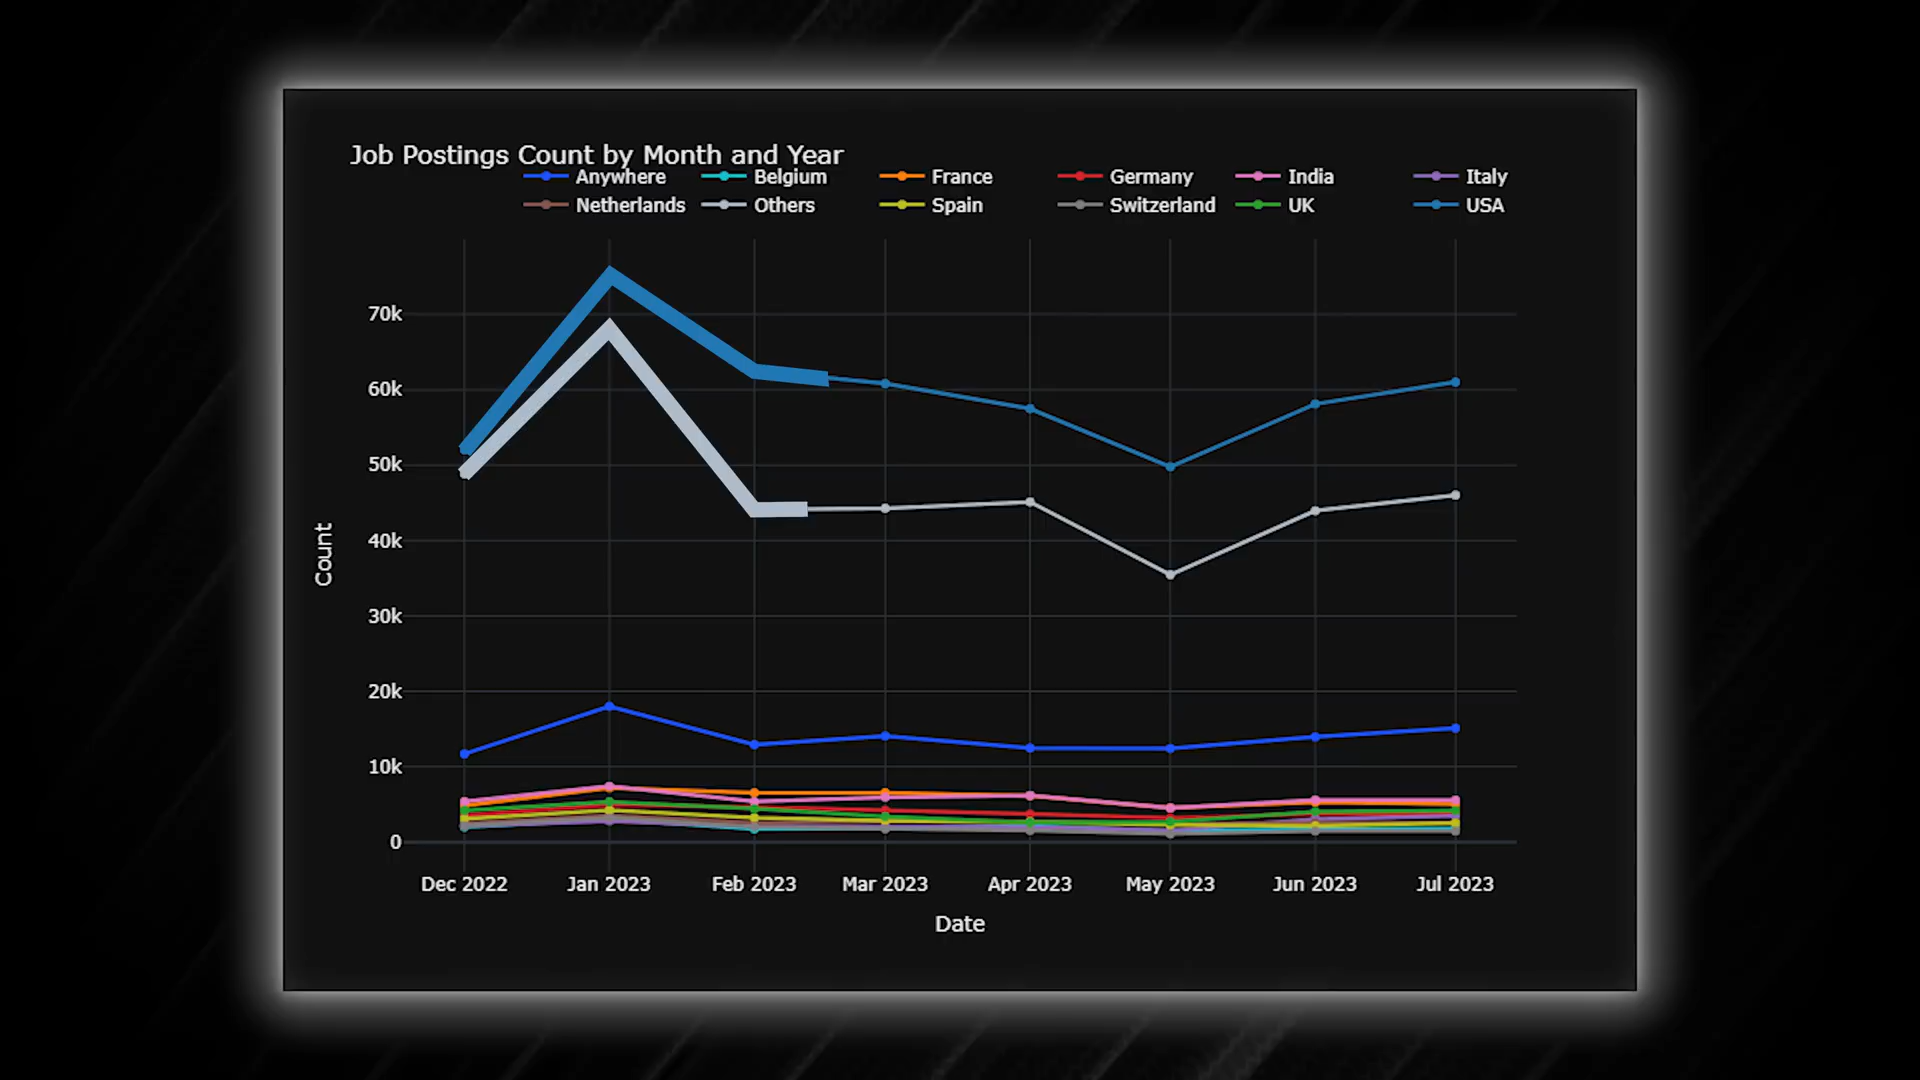 Job Postings Count by Month and Year
Anywhere Belgium France Germany India Italy
Netherlands Others Spain Switzerland UK USA
70k
60k
50k
40k
30k
20k
10k
0
Count
Dec 2022 Jan 2023 Feb 2023 Mar 2023 Apr 2023 May 2023 Jun 2023 Jul 2023
Date